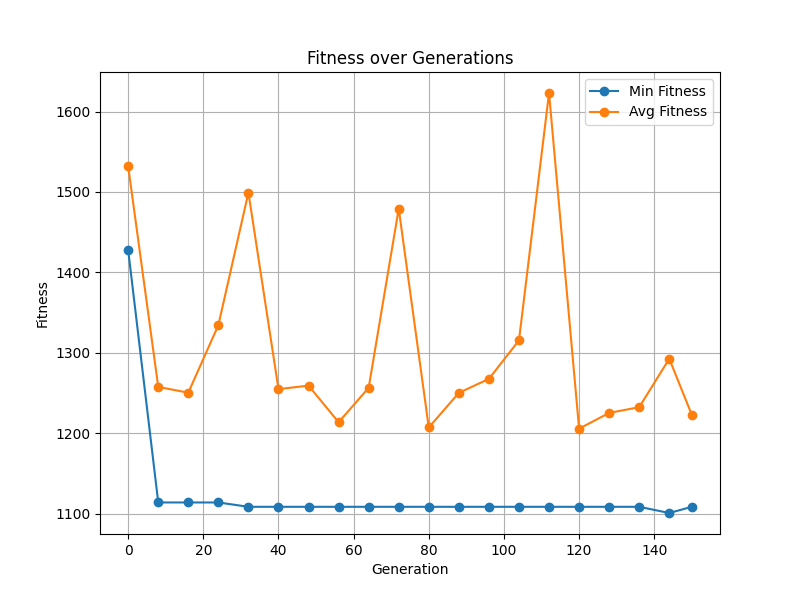 Fitness over Generations
Min Fitness
Avg Fitness
1600
1500
1400
1300
1200
1100
Fitness
0 20 40 60 80 100 120 140
Generation